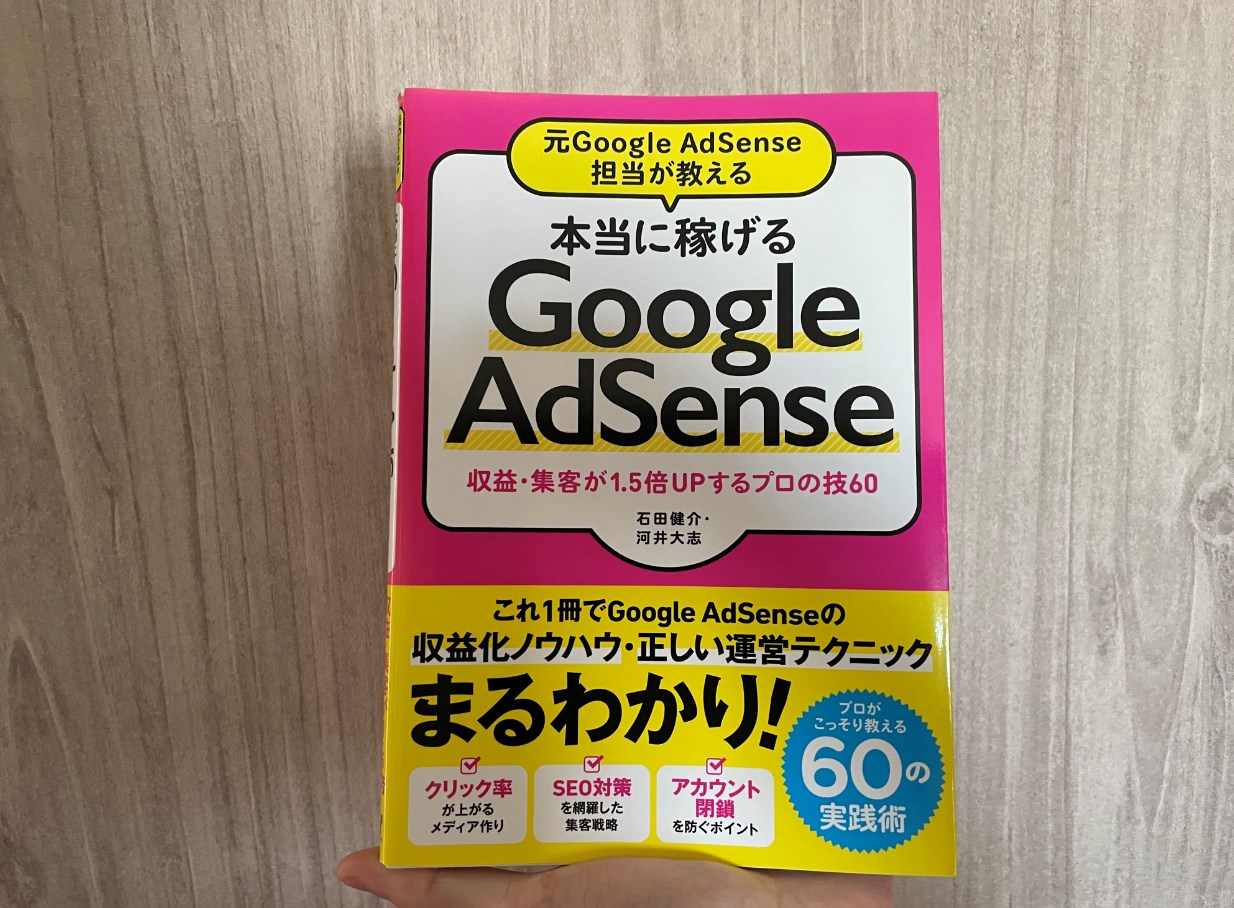 元Google AdSense
担当が教える
本当に稼げる
Google
AdSense
収益・集客が1.5倍UPするプロの技60
石田健介・
河井大志
これ1冊でGoogle AdSenseの
収益化ノウハウ・正しい運営テクニック
まるわかり!
プロが
こっそり教える
60の
実践術
クリック率
が上がる
メディア作り
SEO対策
を網羅した
集客戦略
アカウント
閉鎖
を防ぐポイント